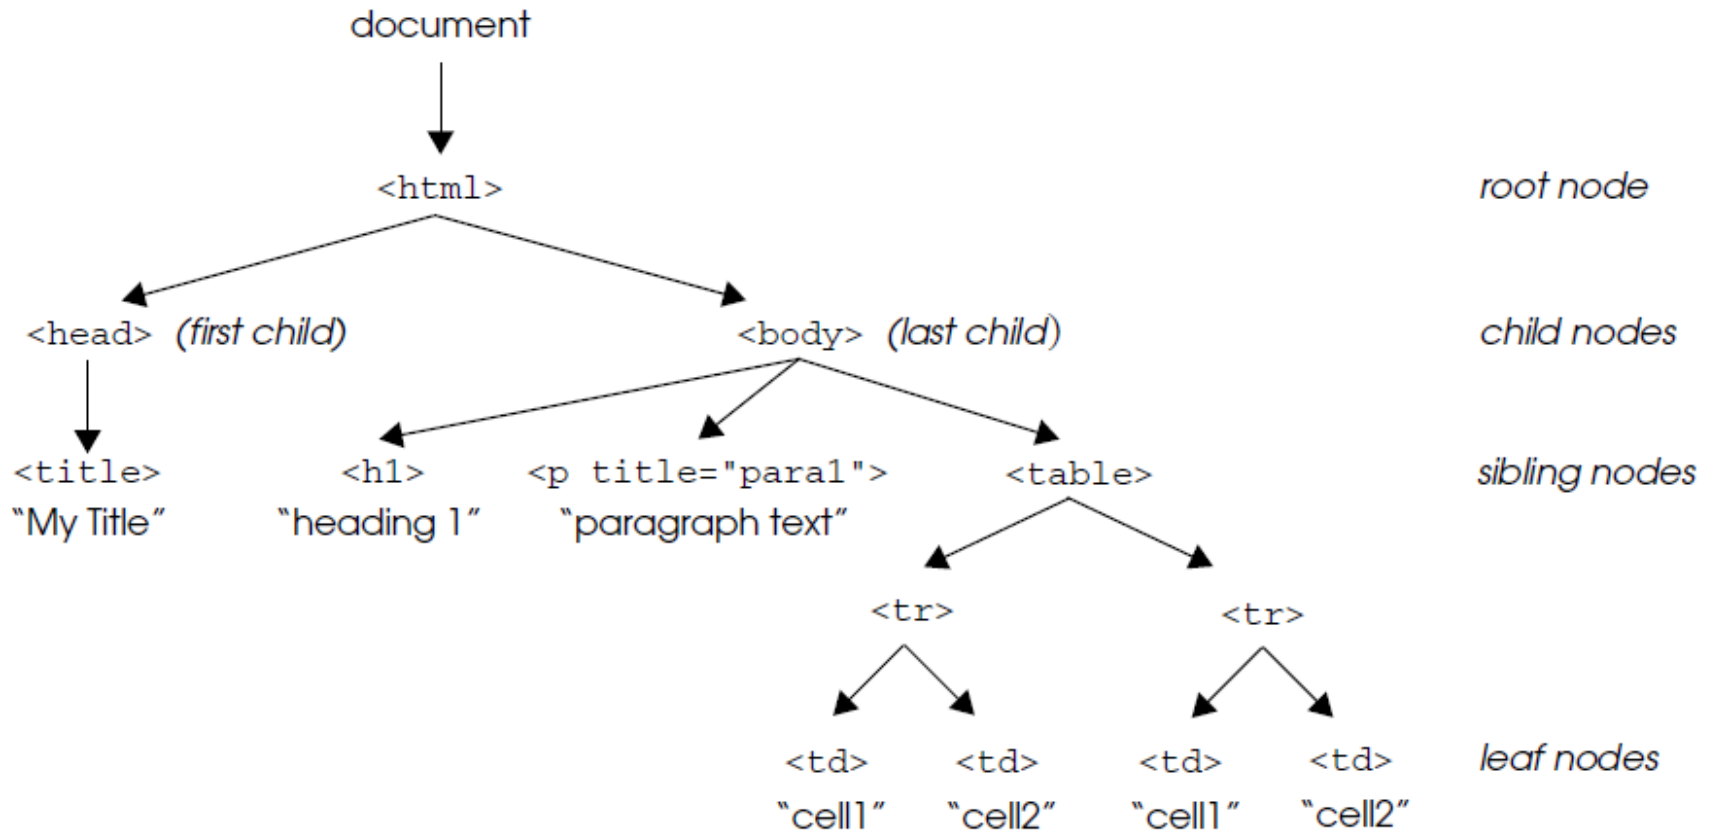 document
<html> root node
<head> (first child) <body> (last child) child nodes
<title> <h1> <p title="para1"> <table> sibling nodes
“My Title” “heading 1” “paragraph text”
<tr> <tr>
<td> <td> <td> <td> leaf nodes
“cell1” “cell2” “cell1” “cell2”